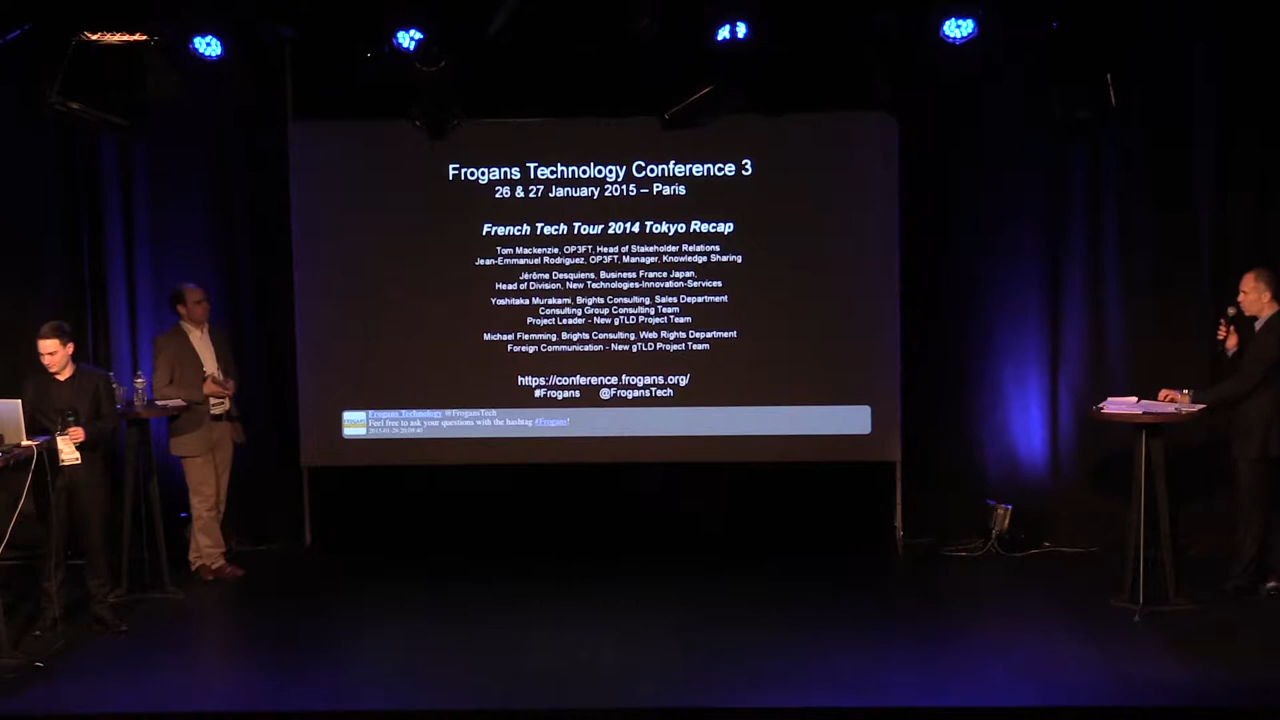 Frogans Technology Conference 3
26 & 27 January 2015 – Paris
French Tech Tour 2014 Tokyo Recap
Tom Mackenzie, OP3FT, Head of Stakeholder Relations
Jean-Emmanuel Rodriguez, OP3FT, Manager, Knowledge Sharing
Jérôme Desquiens, Business France Japan,
Head of Division, New Technologies-Innovation-Services
Yoshitaka Murakami, Brights Consulting, Sales Department
Consulting Group Consulting Team
Project Leader - New gTLD Project Team
Michael Flemming, Brights Consulting, Web Rights Department
Foreign Communication - New gTLD Project Team
https://conference.frogans.org/
#Frogans @FrogansTech
FROGANS
Frogans Technology @FrogansTech
Feel free to ask your questions with the hashtag #Frogans!